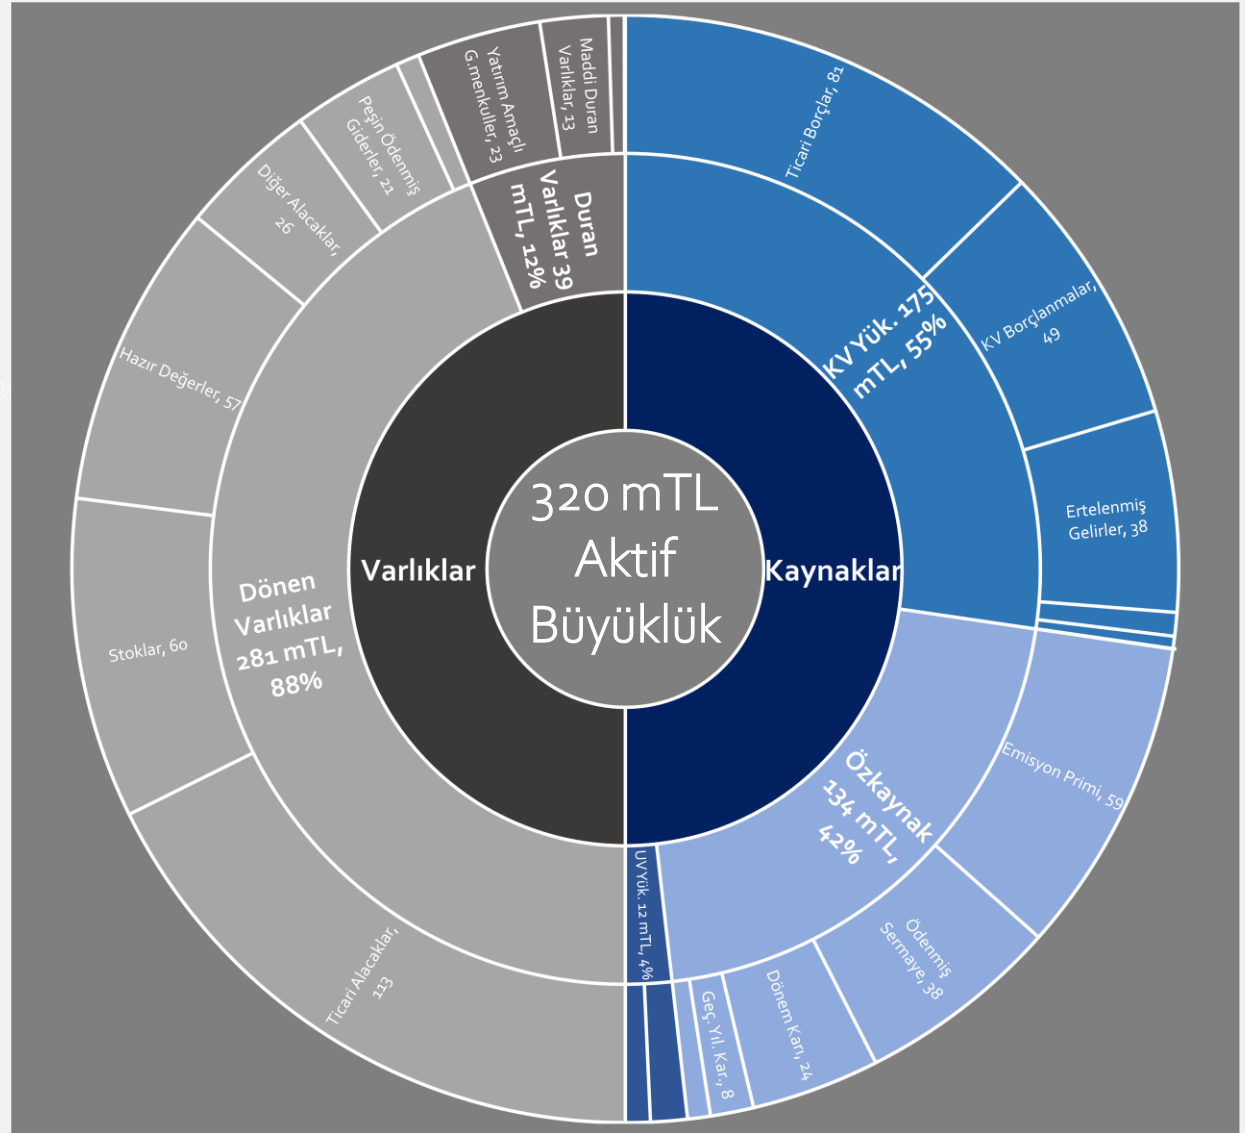 320 mTL
Aktif
Büyüklük
Varlıklar
Kaynaklar
Duran
Varlıklar 39
mTL, 12%
Dönen
Varlıklar
281 mTL,
88%
KV Yük. 175
mTL, 55%
Özkaynak
134 mTL,
42%
UV Yük. 12 mTL, 4%
Ticari Borçlar, 81
KV Borçlanmalar,
49
Ertelenmiş
Gelirler, 38
Emisyon Primi, 59
Ödenmiş
Sermaye, 38
Dönem Karı, 24
Geç. Yıl. Kar., 8
Ticari Alacaklar,
113
Stoklar, 60
Hazır Değerler, 57
Diğer Alacaklar,
26
Peşin Ödenmiş
Giderler, 21
Yatırım Amaçlı
G.menkuller, 23
Maddi Duran
Varlıklar, 13